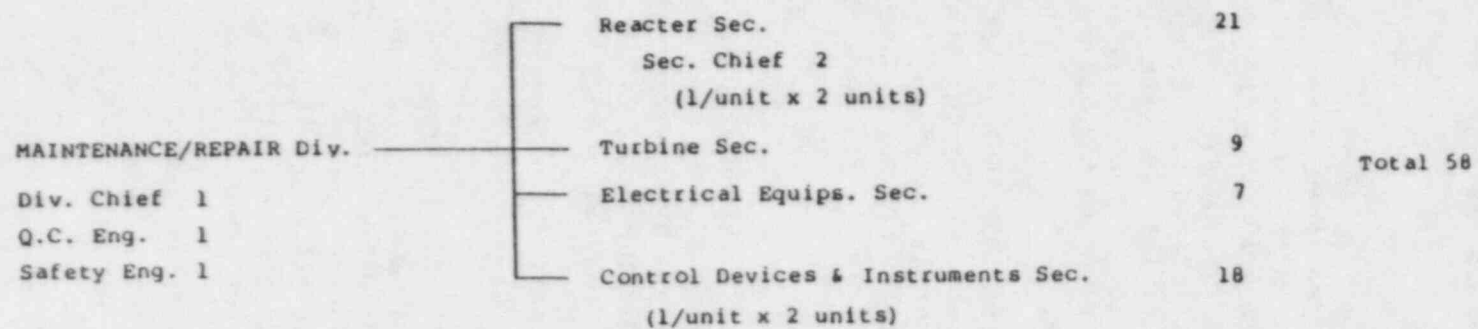 Reacter Sec. 21
Sec. Chief 2
(1/unit x 2 units)
MAINTENANCE/REPAIR Div. Turbine Sec. 9 Total 58
Div. Chief 1 Electrical Equips. Sec. 7
Q.C. Eng. 1
Safety Eng. 1 Control Devices & Instruments Sec. 18
(1/unit x 2 units)